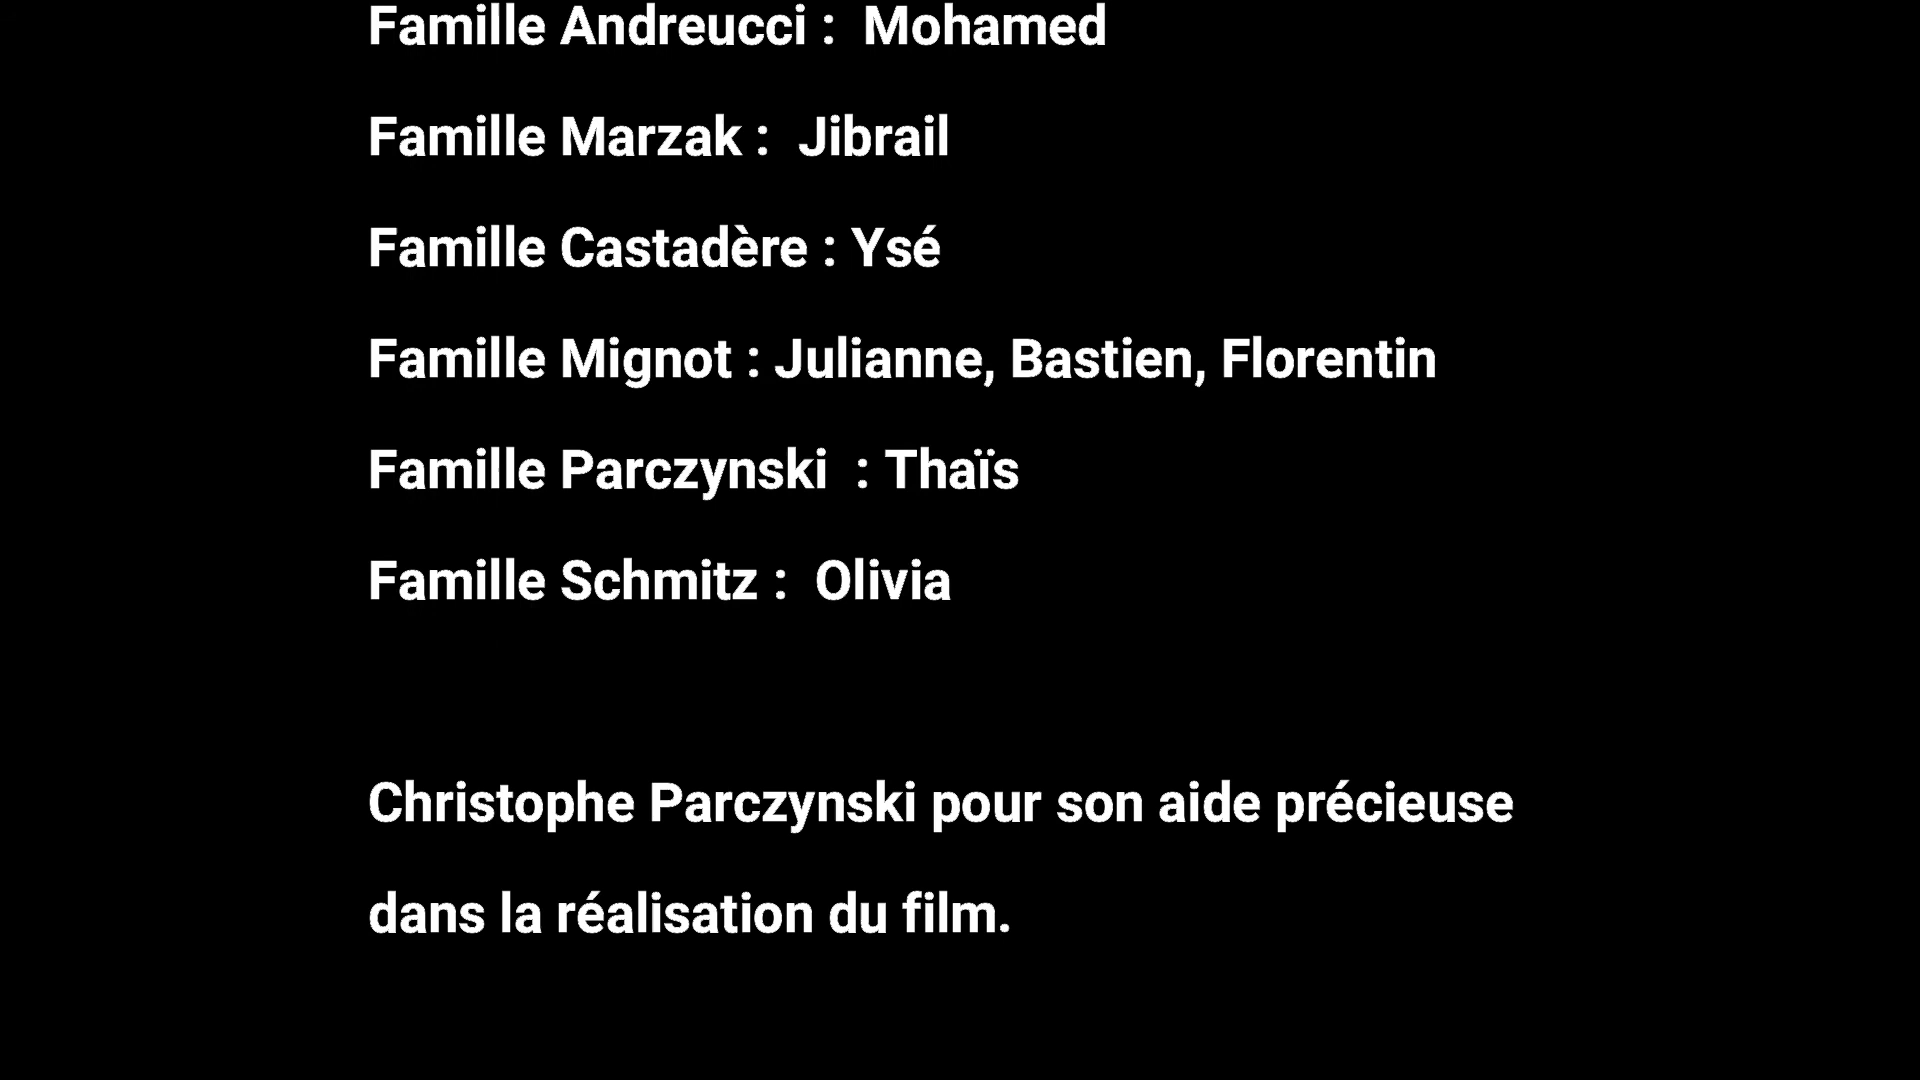 Famille Andreucci :  Mohamed
Famille Marzak :  Jibrail
Famille Castadère : Ysé
Famille Mignot : Julianne, Bastien, Florentin
Famille Parczynski  : Thaïs
Famille Schmitz :  Olivia
Christophe Parczynski pour son aide précieuse
dans la réalisation du film.